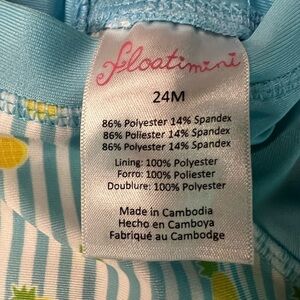 floatimini
24M
86% Polyester 14% Spandex
86% Poliester 14% Spandex
86% Polyester 14% Spandex
Lining: 100% Polyester
Forro: 100% Poliester
Doublure: 100% Polyester
Made in Cambodia
Hecho en Camboya
Fabriqué au Cambodge